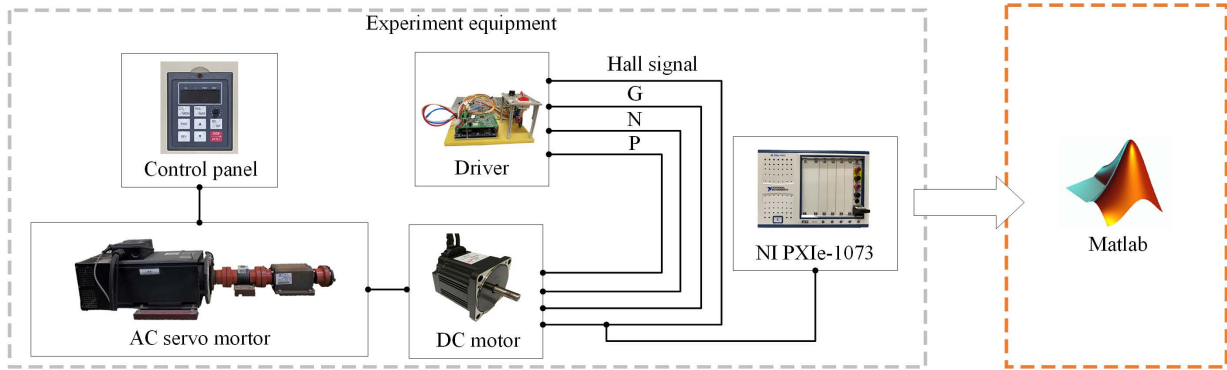 Experiment equipment
Control panel
Driver
Hall signal
G
N
P
NI PXIe-1073
AC servo mortor
DC motor
Matlab